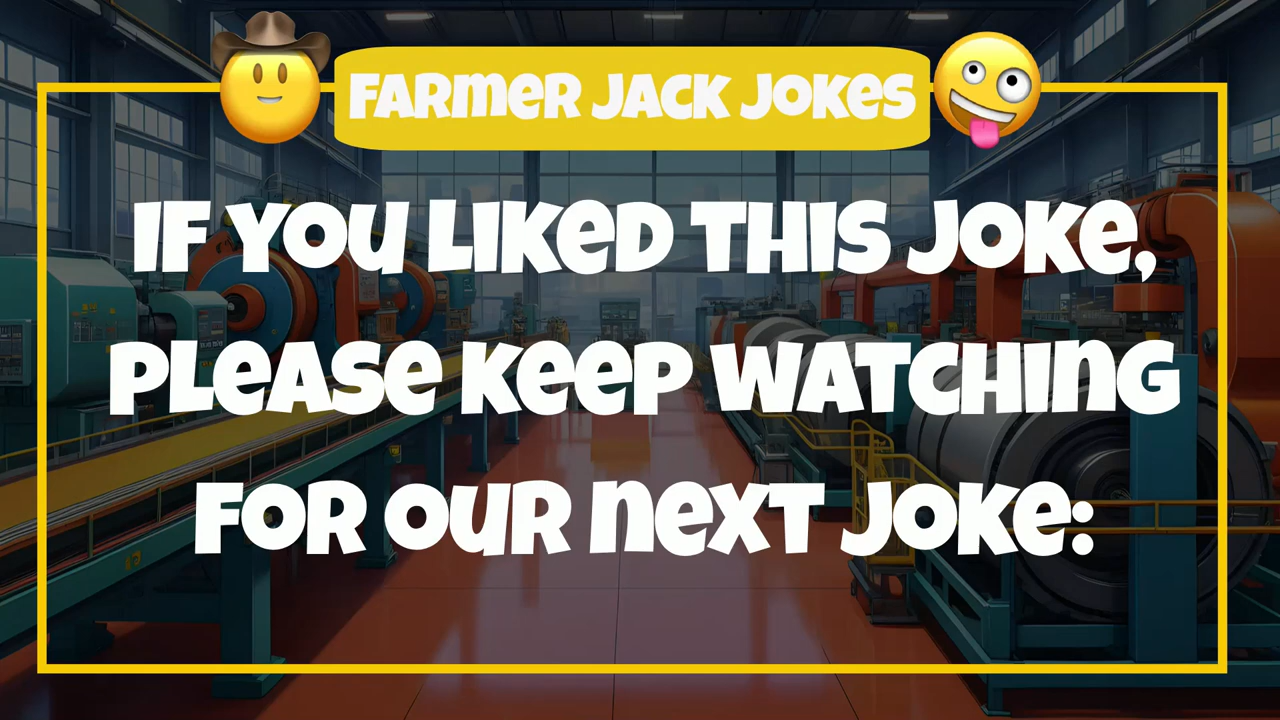 FARMER JACK JOKES
IF YOU LIKED THIS JOKE,
PLEASE KEEP WATCHING
FOR OUR NEXT JOKE: